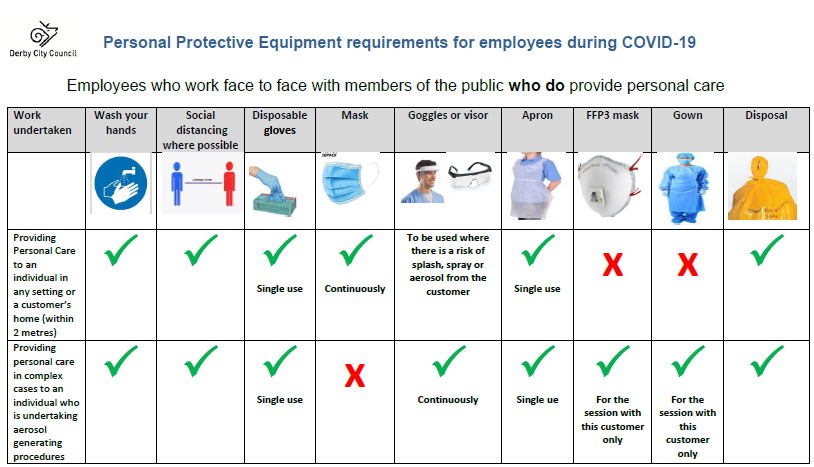 Derby City Council
Personal Protective Equipment requirements for employees during COVID-19
Employees who work face to face with members of the public who do provide personal care
Work
undertaken
Wash your
hands
Social
distancing
where possible
Disposable
gloves
Mask
Goggles or visor
Apron
FFP3 mask
Gown
Disposal
Providing
Personal Care
to an
individual in
any setting or
a customer's
home (within
2 metres)
Single use
Continuously
To be used where
there is a risk of
splash, spray or
aerosol from the
customer
Single use
Providing
personal care
in complex
cases to an
individual who
is undertaking
aerosol
generating
procedures
Single use
Continuously
Single ue
For the
session with
this customer
only
For the
session with
this
customer
only